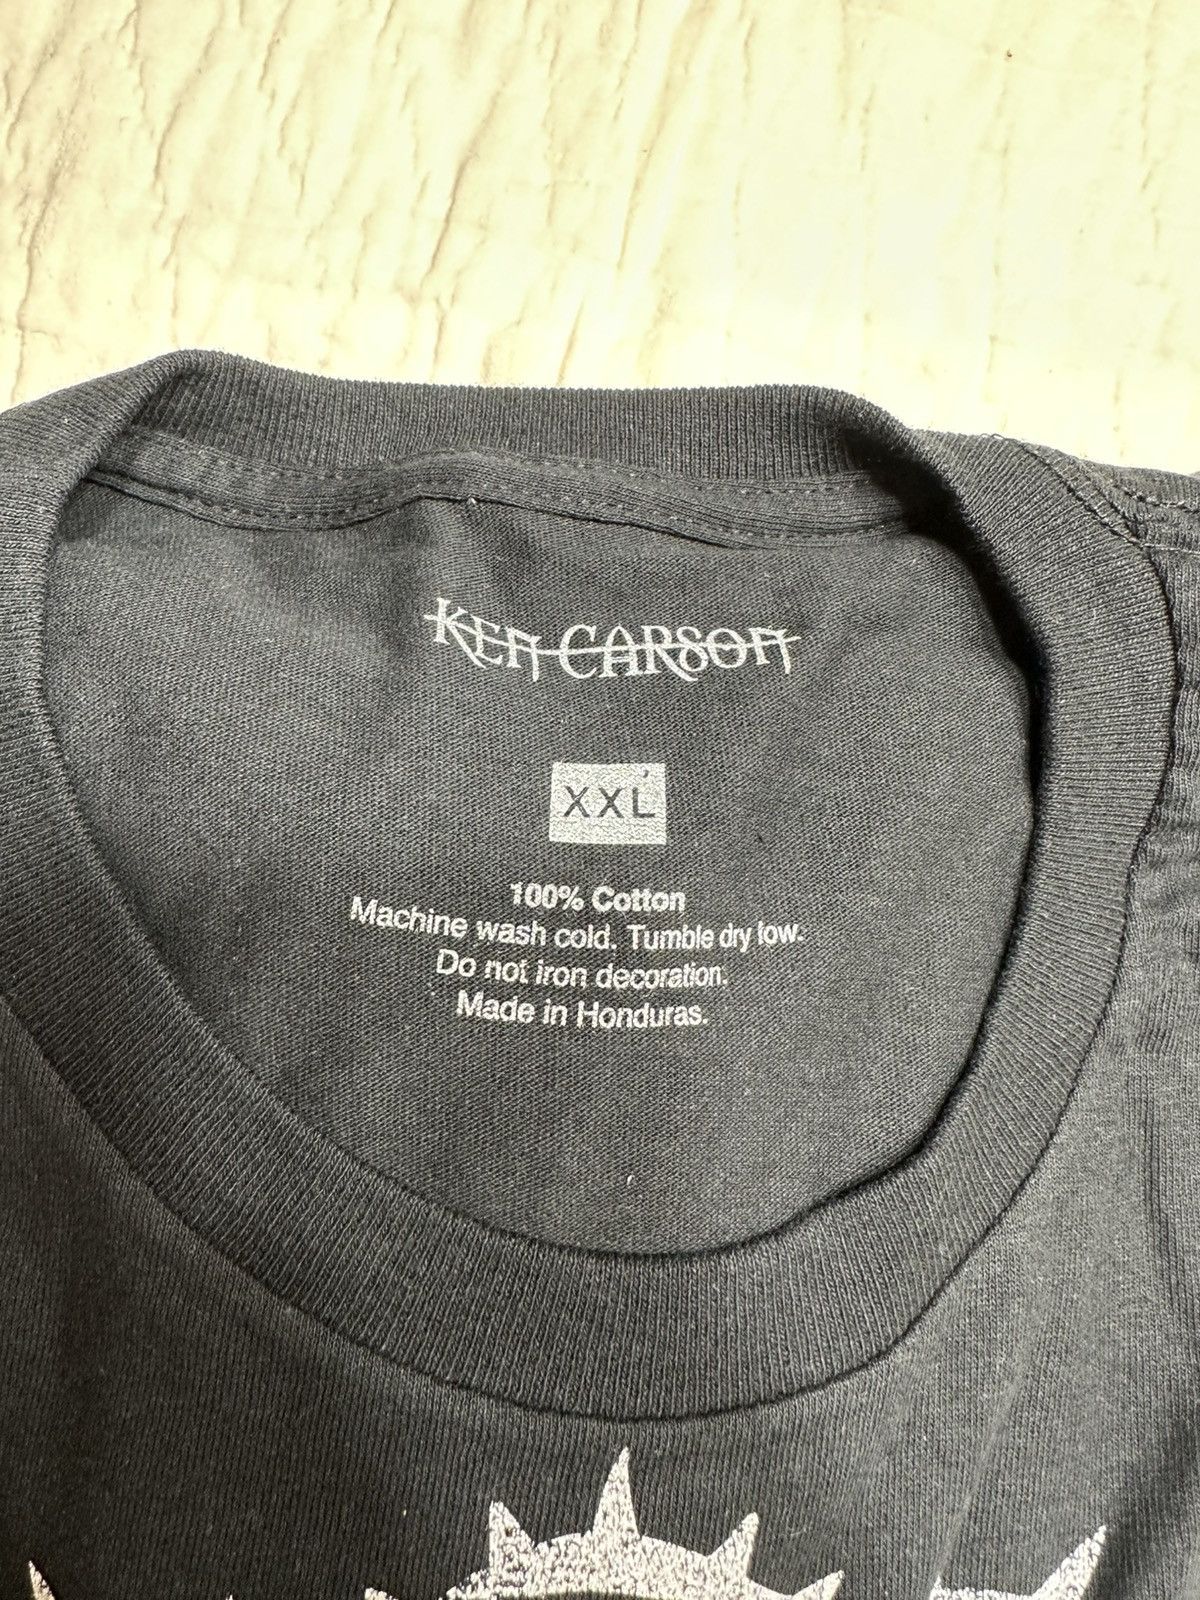 Ken Carson
XXL
100% Cotton
Machine wash cold. Tumble dry low.
Do not iron decoration.
Made in Honduras.